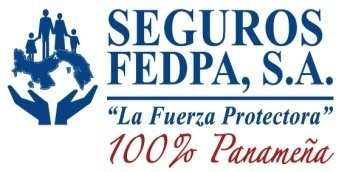 SEGUROS
FEDPA, S.A.
"La Fuerza Protectora"
100% Panameña